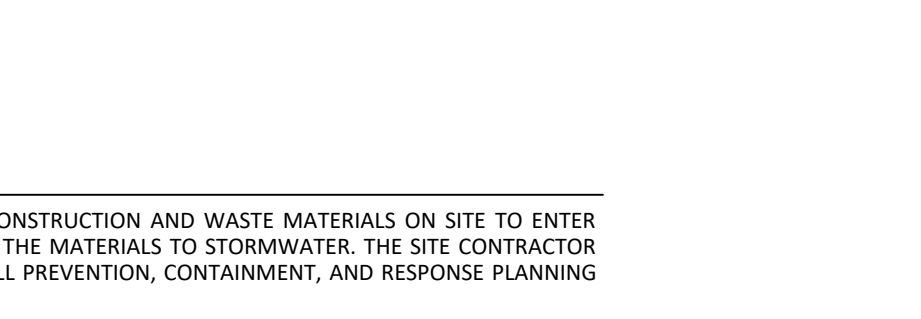 ONSTRUCTION AND WASTE MATERIALS ON SITE TO ENTER
THE MATERIALS TO STORMWATER. THE SITE CONTRACTOR
LL PREVENTION, CONTAINMENT, AND RESPONSE PLANNING